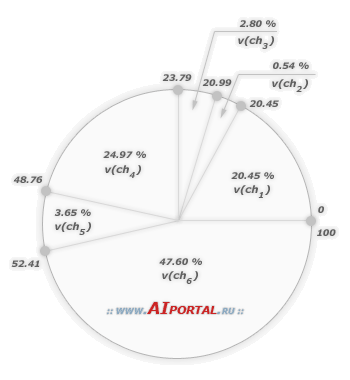 2.80 %
v(ch3)
0.54 %
v(ch2)
23.79
20.99
20.45
24.97 %
v(ch4)
20.45 %
v(ch1)
48.76
3.65 %
v(ch5)
0
100
52.41
47.60 %
v(ch6)
:: www.AIPORTAL.RU ::